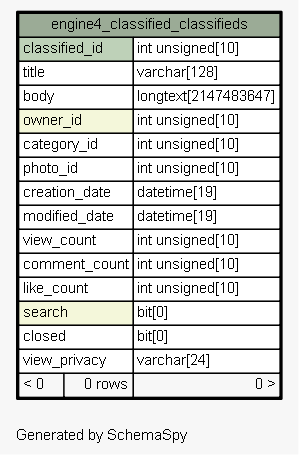 engine4_classified_classifieds
classified_id int unsigned[10]
title varchar[128]
body longtext[2147483647]
owner_id int unsigned[10]
category_id int unsigned[10]
photo_id int unsigned[10]
creation_date datetime[19]
modified_date datetime[19]
view_count int unsigned[10]
comment_count int unsigned[10]
like_count int unsigned[10]
search bit[0]
closed bit[0]
view_privacy varchar[24]
< 0 0 rows 0 >
Generated by SchemaSpy